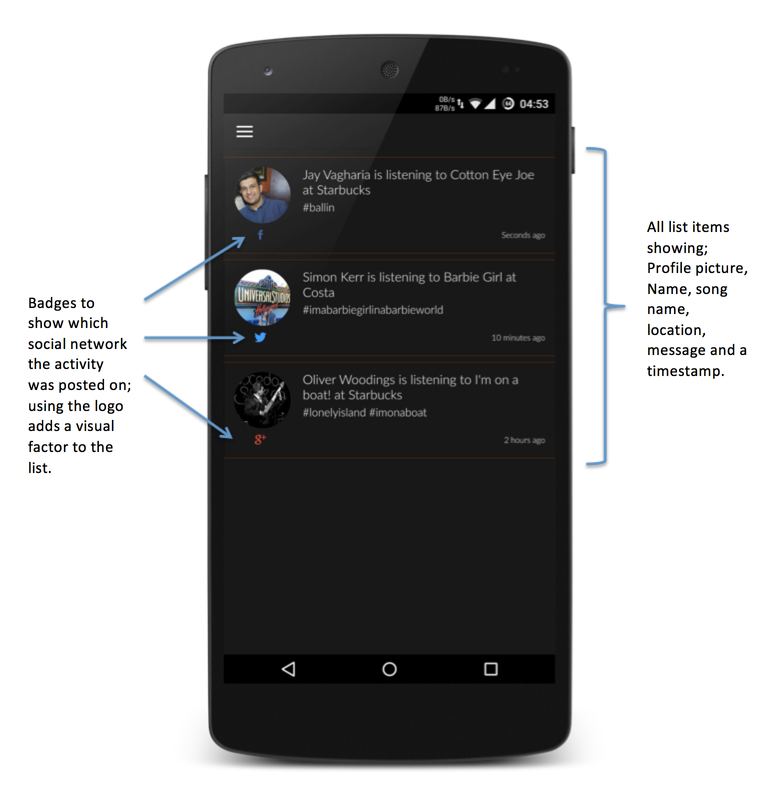 0B/s
87B/s
64
04:53
Jay Vagharia is listening to Cotton Eye Joe
at Starbucks
#ballin
Seconds ago
Simon Kerr is listening to Barbie Girl at
Costa
#imabarbiegirlinabarbieworld
10 minutes ago
UNIVERSAL STUDIOS
Oliver Woodings is listening to I'm on a
boat! at Starbucks
#lonelyisland #imonaboat
2 hours ago
Badges to
show which
social network
the activity
was posted on;
using the logo
adds a visual
factor to the
list.
All list items
showing;
Profile picture,
Name, song
name,
location,
message and a
timestamp.